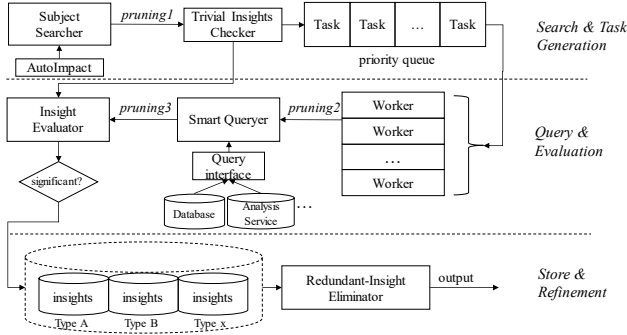 Subject
Searcher
pruning1
Trivial Insights
Checker
Task
Task
...
Task
Search & Task
Generation
AutoImpact
priority queue
Insight
Evaluator
pruning3
Smart Queryer
pruning2
Worker
Worker
...
Worker
Query &
Evaluation
significant?
Query
interface
Database
Analysis
Service
...
insights
insights
insights
Type A
Type B
Type x
Redundant-Insight
Eliminator
output
Store &
Refinement